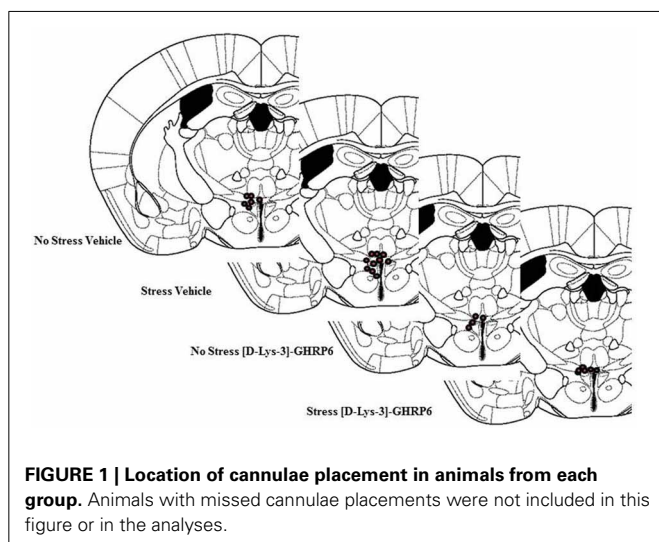 No Stress Vehicle
Stress Vehicle
No Stress [D-Lys-3]-GHRP6
Stress [D-Lys-3]-GHRP6
FIGURE 1 | Location of cannulae placement in animals from each
group. Animals with missed cannulae placements were not included in this
figure or in the analyses.